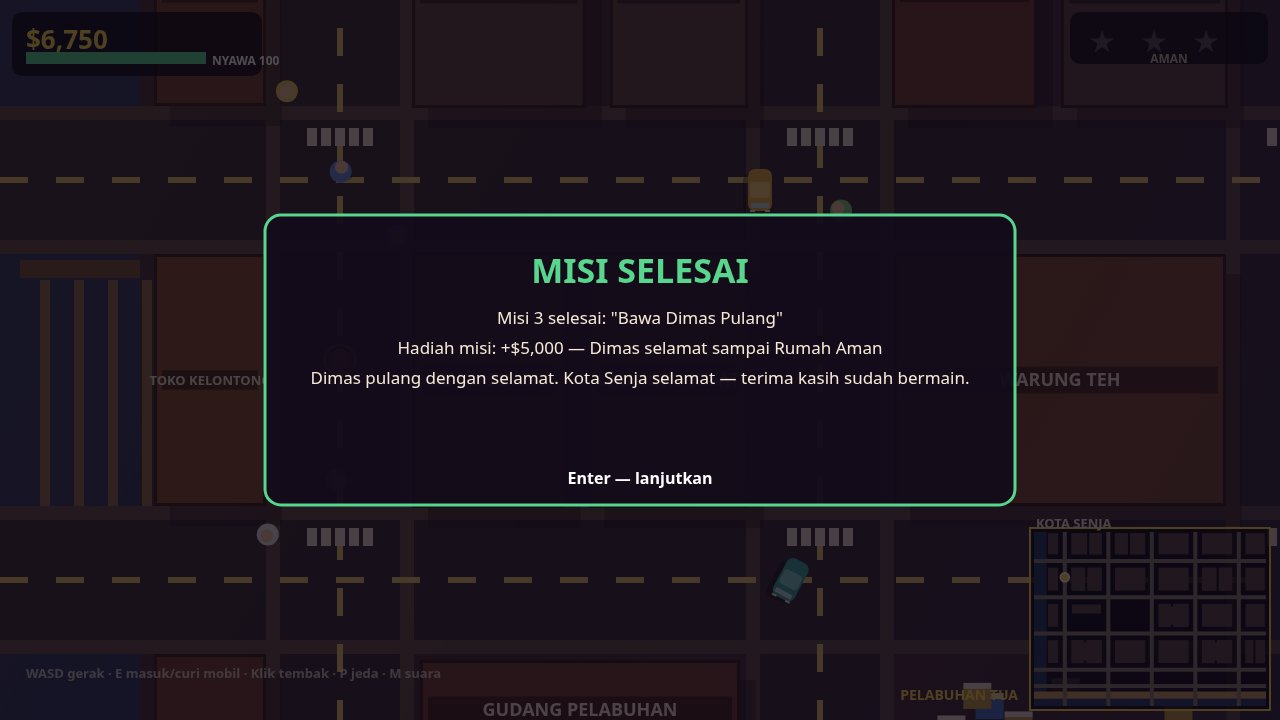 $6,750
NYAWA 100
★ ★ ★
AMAN
MISI SELESAI
Misi 3 selesai: "Bawa Dimas Pulang"
Hadiah misi: +$5,000 — Dimas selamat sampai Rumah Aman
Dimas pulang dengan selamat. Kota Senja selamat — terima kasih sudah bermain.
TOKO KELONTONG
WARUNG TEH
Enter — lanjutkan
KOTA SENJA
WASD gerak · E masuk/curi mobil · Klik tembak · P jeda · M suara
PELABUHAN TUA
GUDANG PELABUHAN